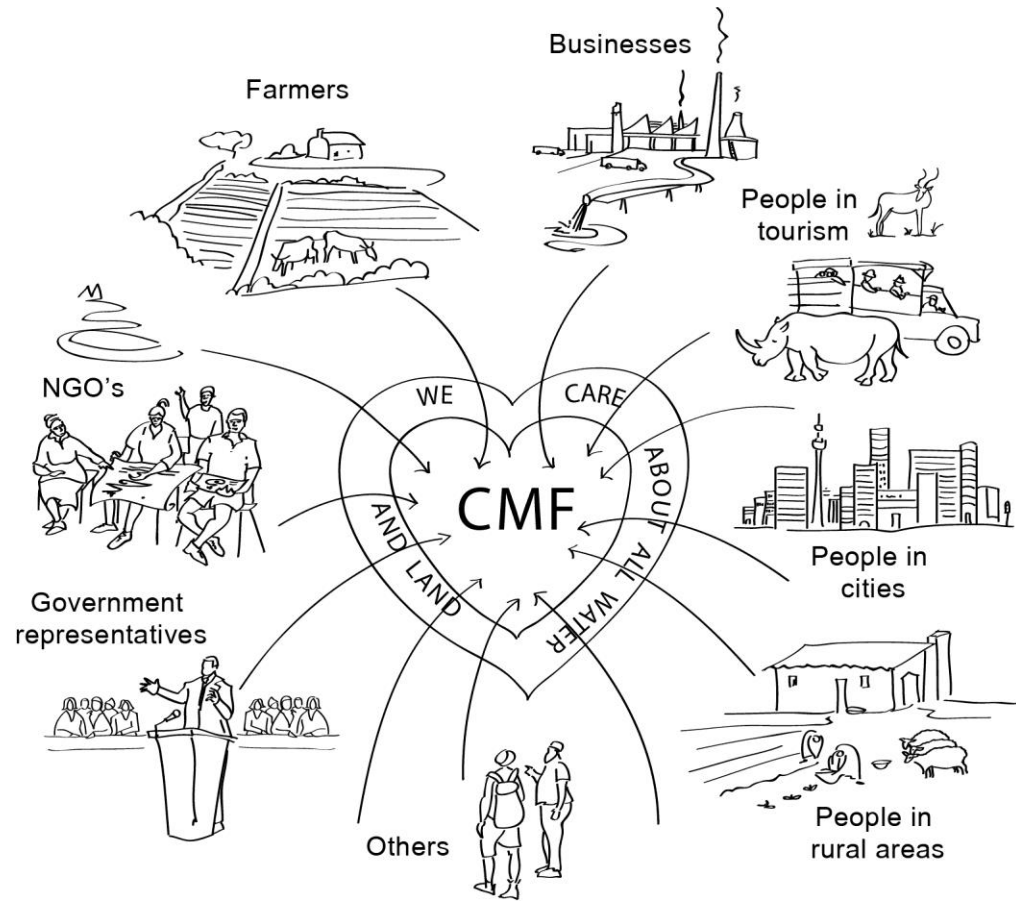 Businesses
Farmers
People in
tourism
NGO's
WE CARE ABOUT ALL WATER AND LAND
CMF
People in
cities
Government
representatives
Others
People in
rural areas